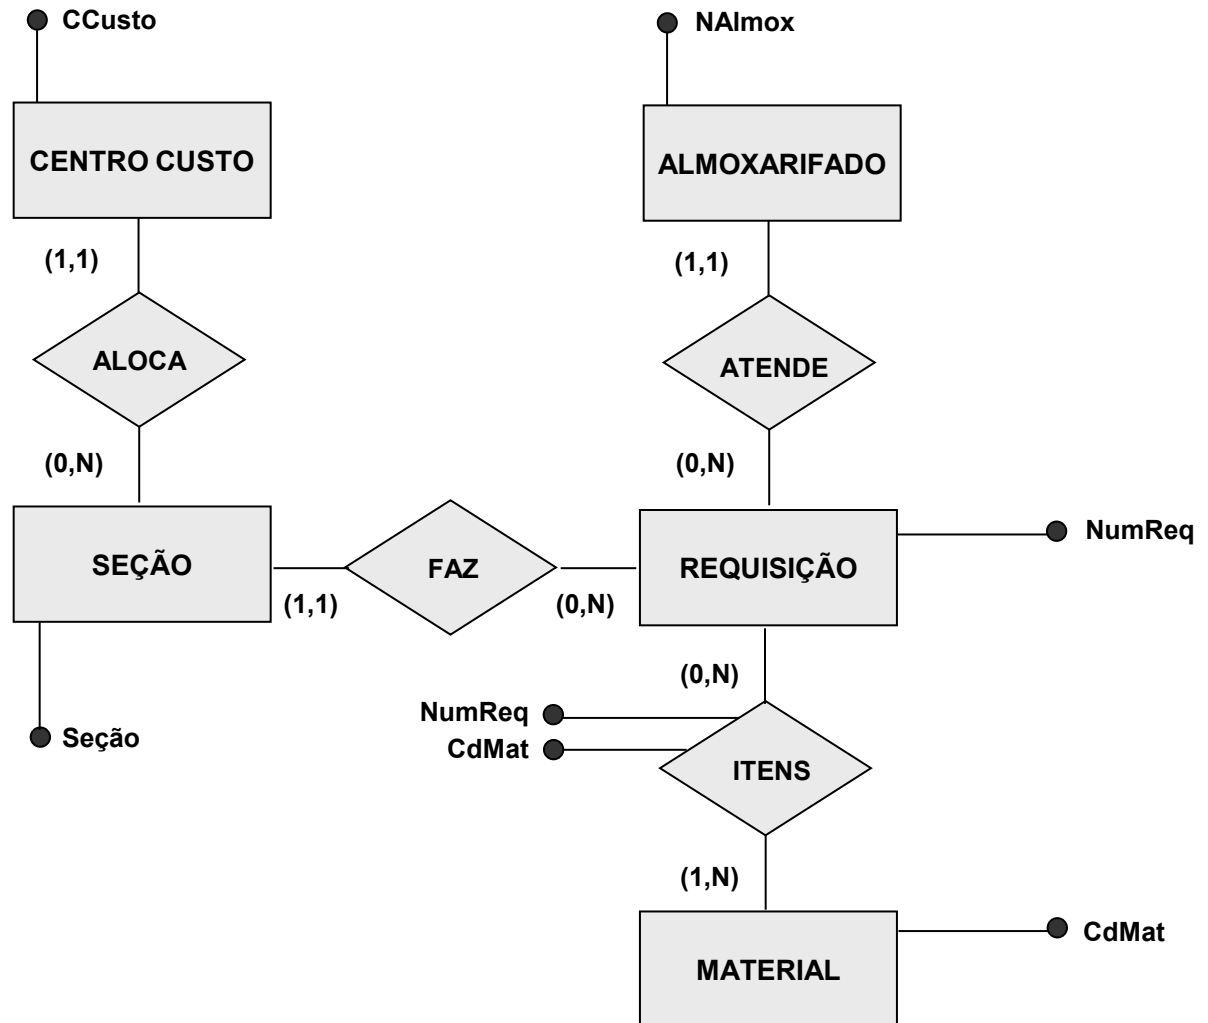 CCusto
NAlmox
CENTRO CUSTO
ALMOXARIFADO
(1,1)
(1,1)
ALOCA
ATENDE
(0,N)
(0,N)
SEÇÃO
FAZ
REQUISIÇÃO
NumReq
(1,1)
(0,N)
(0,N)
NumReq
Seção
CdMat
ITENS
(1,N)
CdMat
MATERIAL